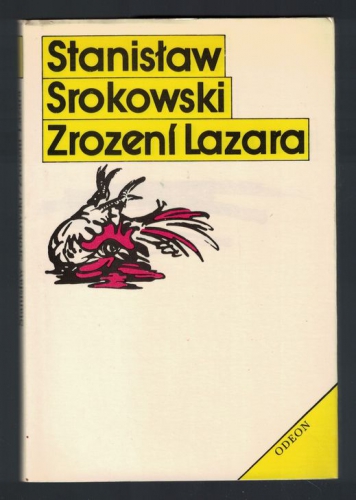 Stanisław
Srokowski
Zrození Lazara
ODEON